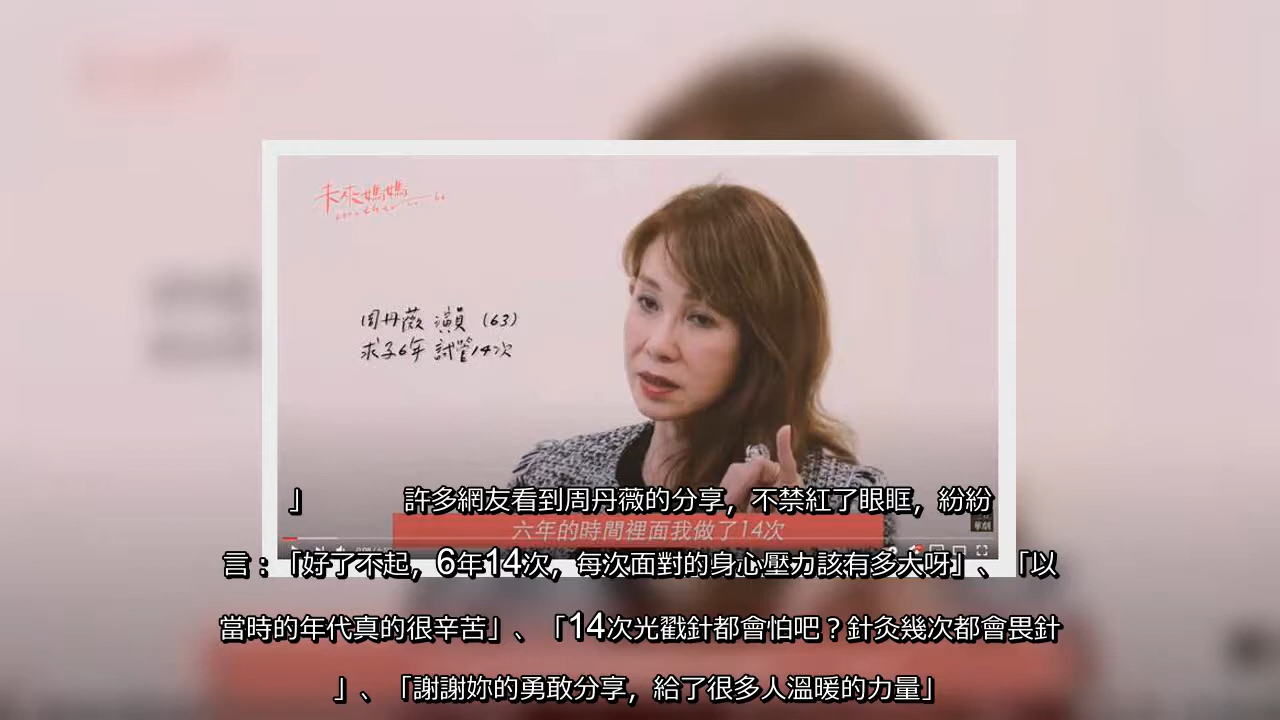 未來媽媽
周丹薇 瀕（63）
求子6年 試管14次
」 許多網友看到周丹薇的分享，不禁紅了眼眶，紛紛
六年的時間裡面我做了14次
言：「好了不起，6年14次，每次面對的身心壓力該有多大呀」、「以
當時的年代真的很辛苦」、「14次光戳針都會怕吧？針灸幾次都會畏針
」、「謝謝妳的勇敢分享，給了很多人溫暖的力量」